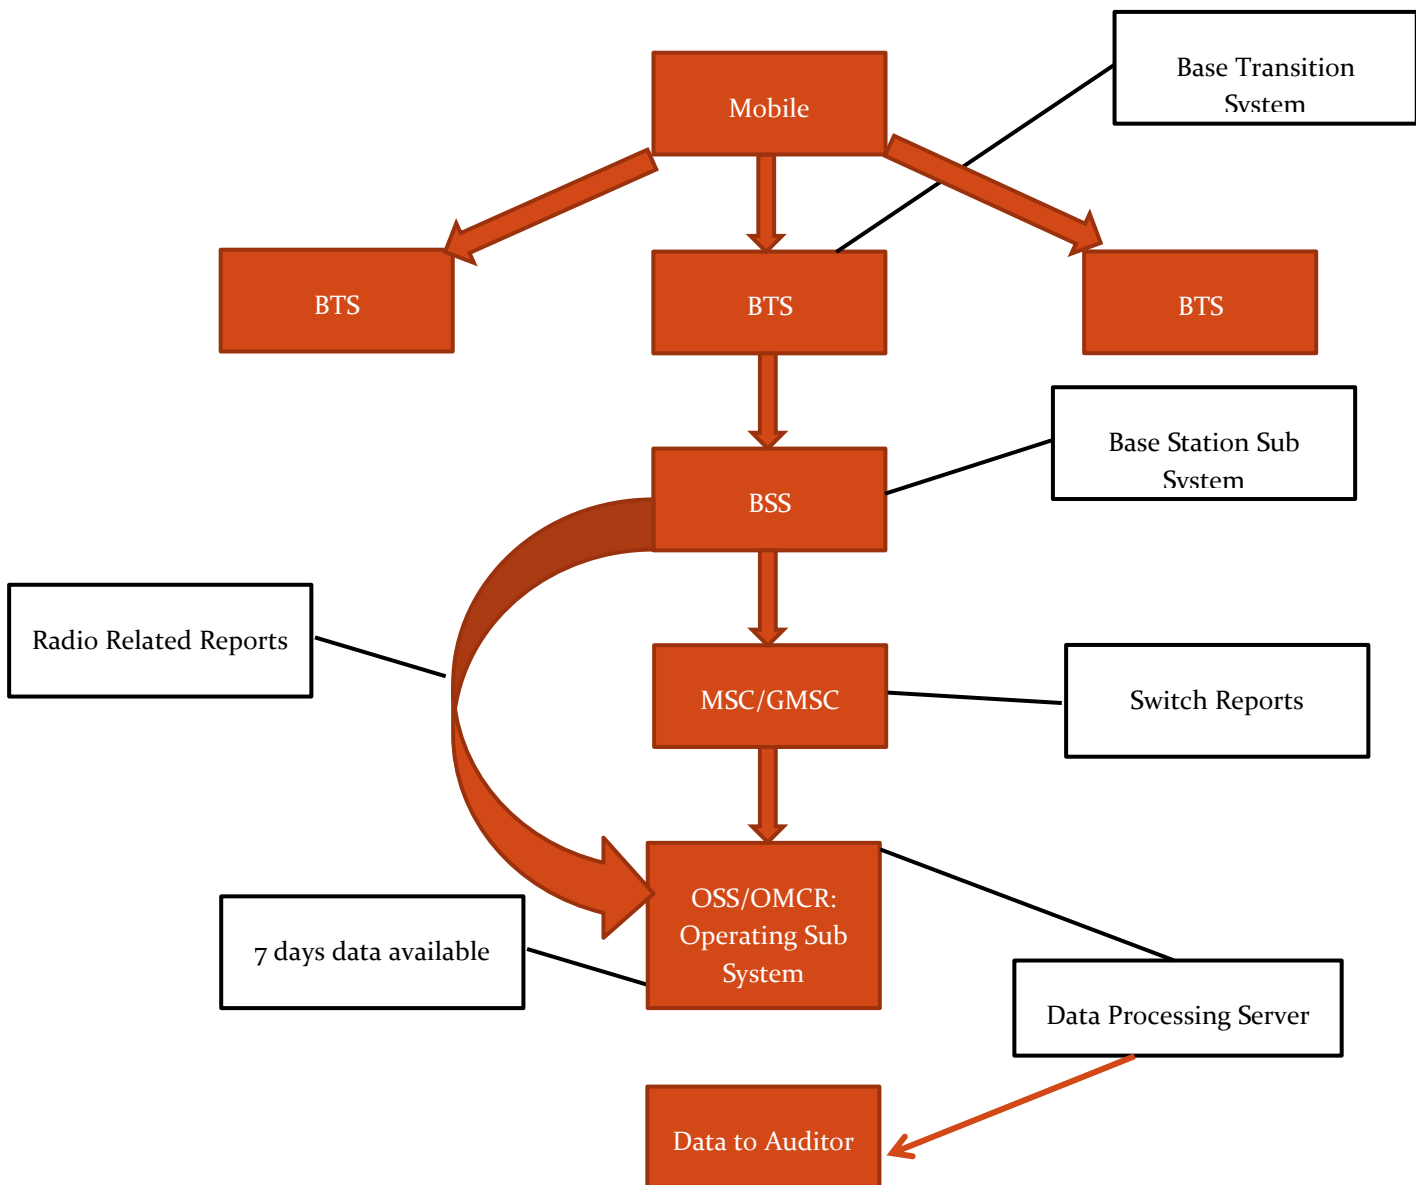 Base Transition
System
Mobile
BTS
BTS
BTS
Base Station Sub
System
BSS
Radio Related Reports
MSC/GMSC
Switch Reports
OSS/OMCR:
Operating Sub
System
7 days data available
Data Processing Server
Data to Auditor